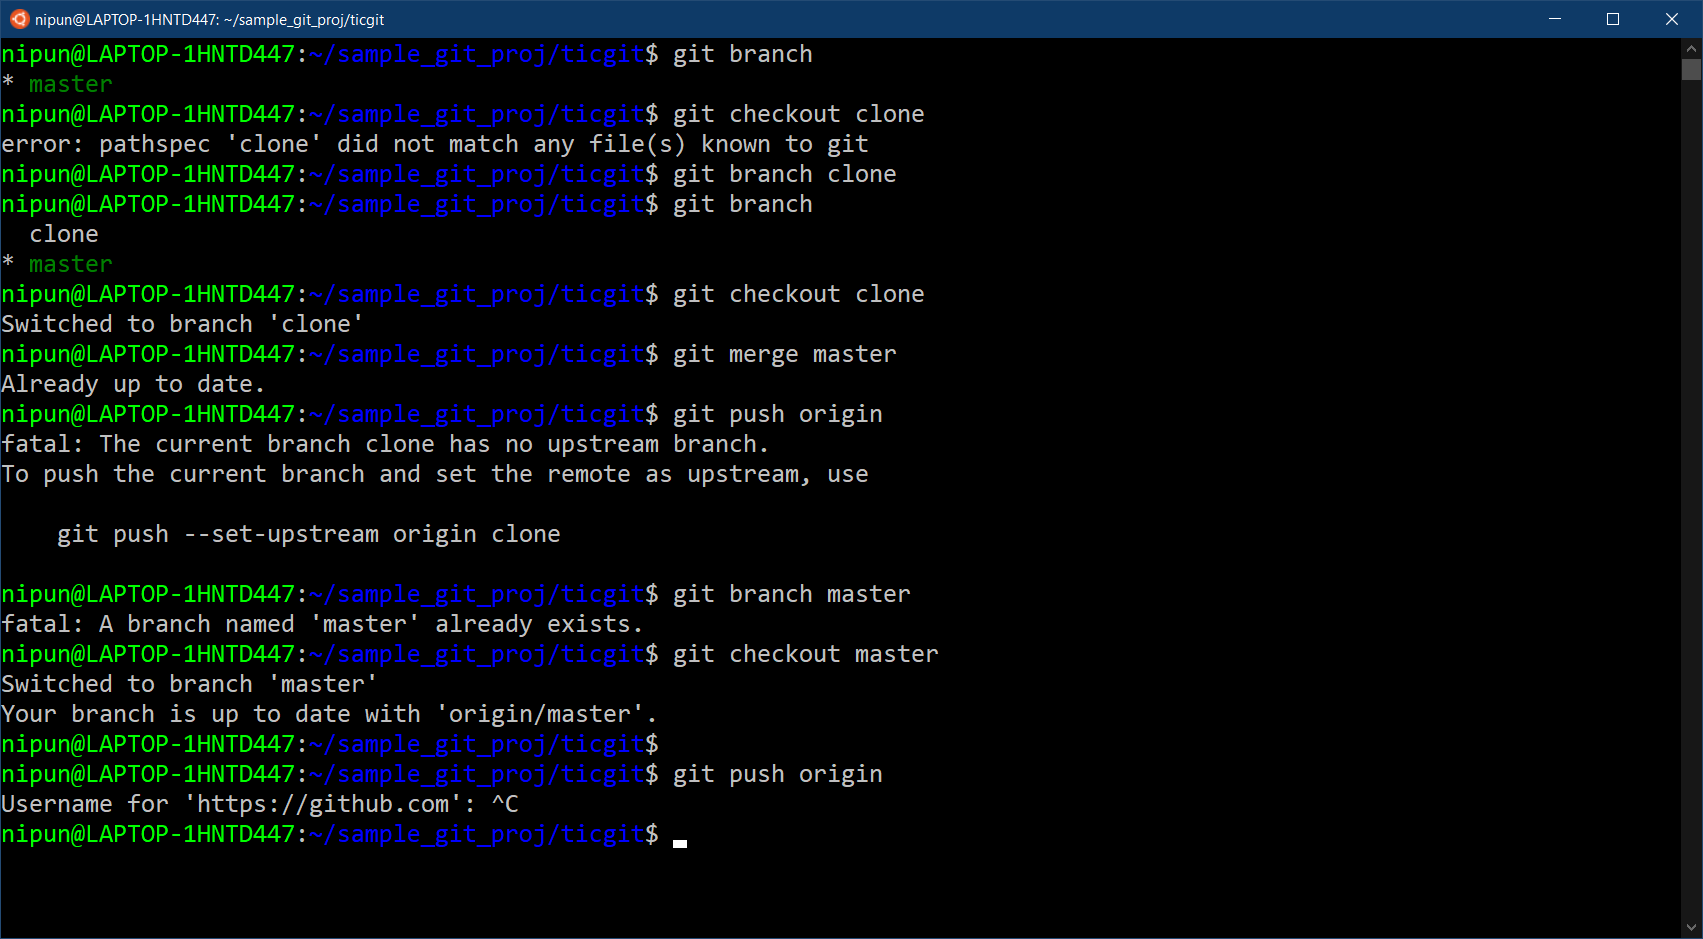 nipun@LAPTOP-1HNTD447: ~/sample_git_proj/ticgit
nipun@LAPTOP-1HNTD447:~/sample_git_proj/ticgit$ git branch
* master
nipun@LAPTOP-1HNTD447:~/sample_git_proj/ticgit$ git checkout clone
error: pathspec 'clone' did not match any file(s) known to git
nipun@LAPTOP-1HNTD447:~/sample_git_proj/ticgit$ git branch clone
nipun@LAPTOP-1HNTD447:~/sample_git_proj/ticgit$ git branch
  clone
* master
nipun@LAPTOP-1HNTD447:~/sample_git_proj/ticgit$ git checkout clone
Switched to branch 'clone'
nipun@LAPTOP-1HNTD447:~/sample_git_proj/ticgit$ git merge master
Already up to date.
nipun@LAPTOP-1HNTD447:~/sample_git_proj/ticgit$ git push origin
fatal: The current branch clone has no upstream branch.
To push the current branch and set the remote as upstream, use
    git push --set-upstream origin clone
nipun@LAPTOP-1HNTD447:~/sample_git_proj/ticgit$ git branch master
fatal: A branch named 'master' already exists.
nipun@LAPTOP-1HNTD447:~/sample_git_proj/ticgit$ git checkout master
Switched to branch 'master'
Your branch is up to date with 'origin/master'.
nipun@LAPTOP-1HNTD447:~/sample_git_proj/ticgit$
nipun@LAPTOP-1HNTD447:~/sample_git_proj/ticgit$ git push origin
Username for 'https://github.com': ^C
nipun@LAPTOP-1HNTD447:~/sample_git_proj/ticgit$